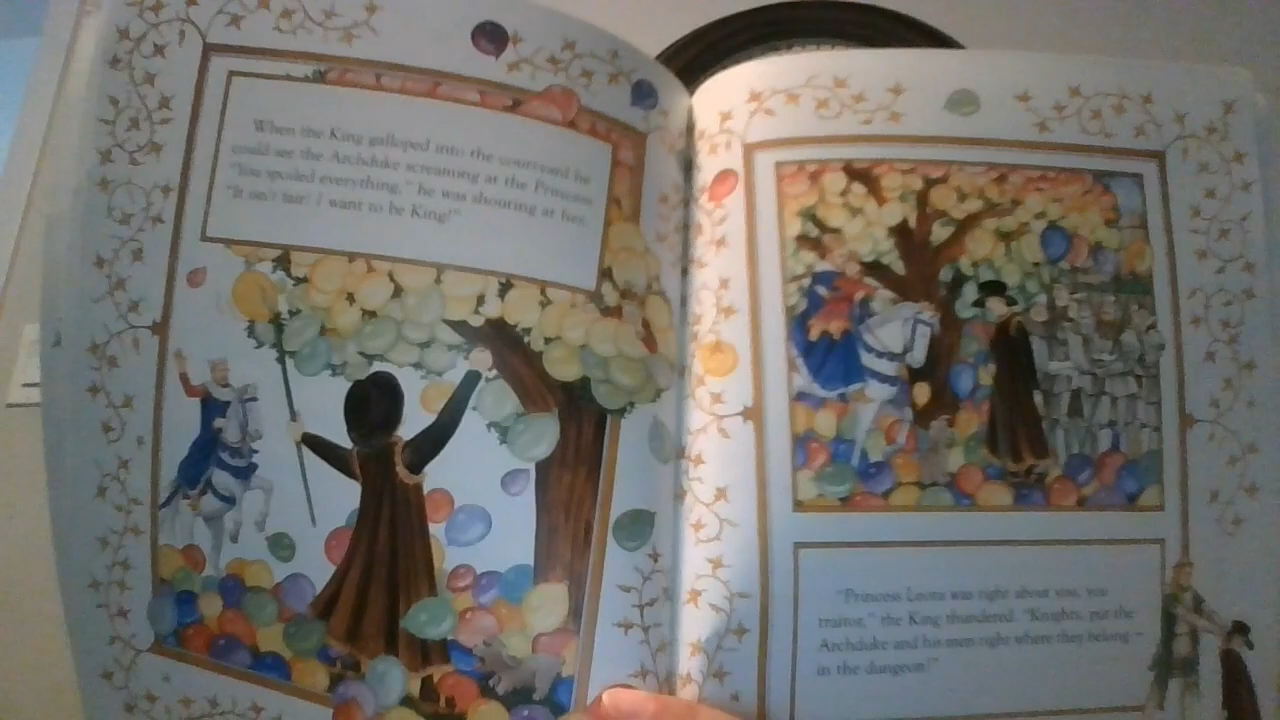 When the King galloped into the courtyard he
could see the Archduke screaming at the Princess.
"You spoiled everything," he was shouting at her.
"It isn't fair! I want to be King!"
"Princess Leora was right about you, you
traitor," the King thundered. "Knights, put the
Archduke and his men right where they belong –
in the dungeon!"